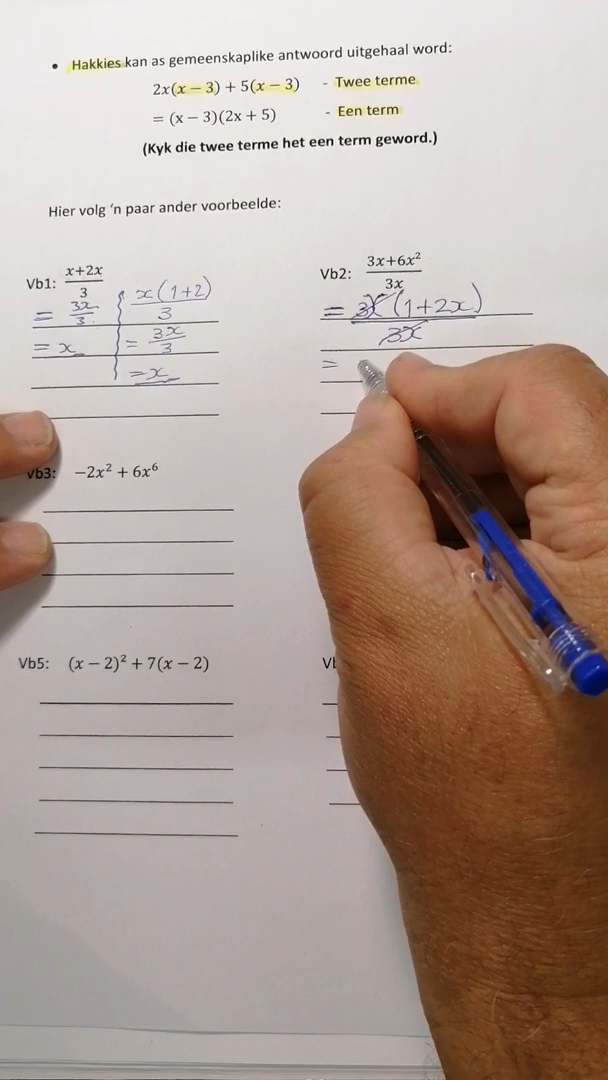 • Hakkies kan as gemeenskaplike antwoord uitgehaal word:
2x(x − 3) + 5(x − 3) - Twee terme
= (x − 3)(2x + 5) - Een term
(Kyk die twee terme het een term geword.)
Hier volg ‘n paar ander voorbeelde:
Vb1: x+2x
3
= 3x
3
= x
x(1+2)
3
= 3x
3
= x
Vb2: 3x+6x²
3x
= 3x(1+2x)
3x
=
Vb3: −2x² + 6x⁶
Vb5: (x − 2)² + 7(x − 2)